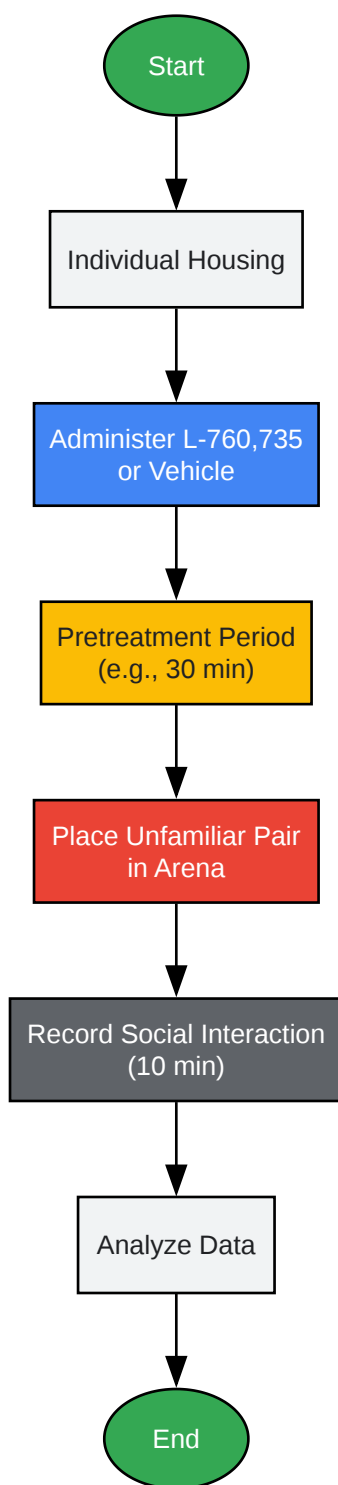 Start
Individual Housing
Administer L-760,735
or Vehicle
Pretreatment Period
(e.g., 30 min)
Place Unfamiliar Pair
in Arena
Record Social Interaction
(10 min)
Analyze Data
End